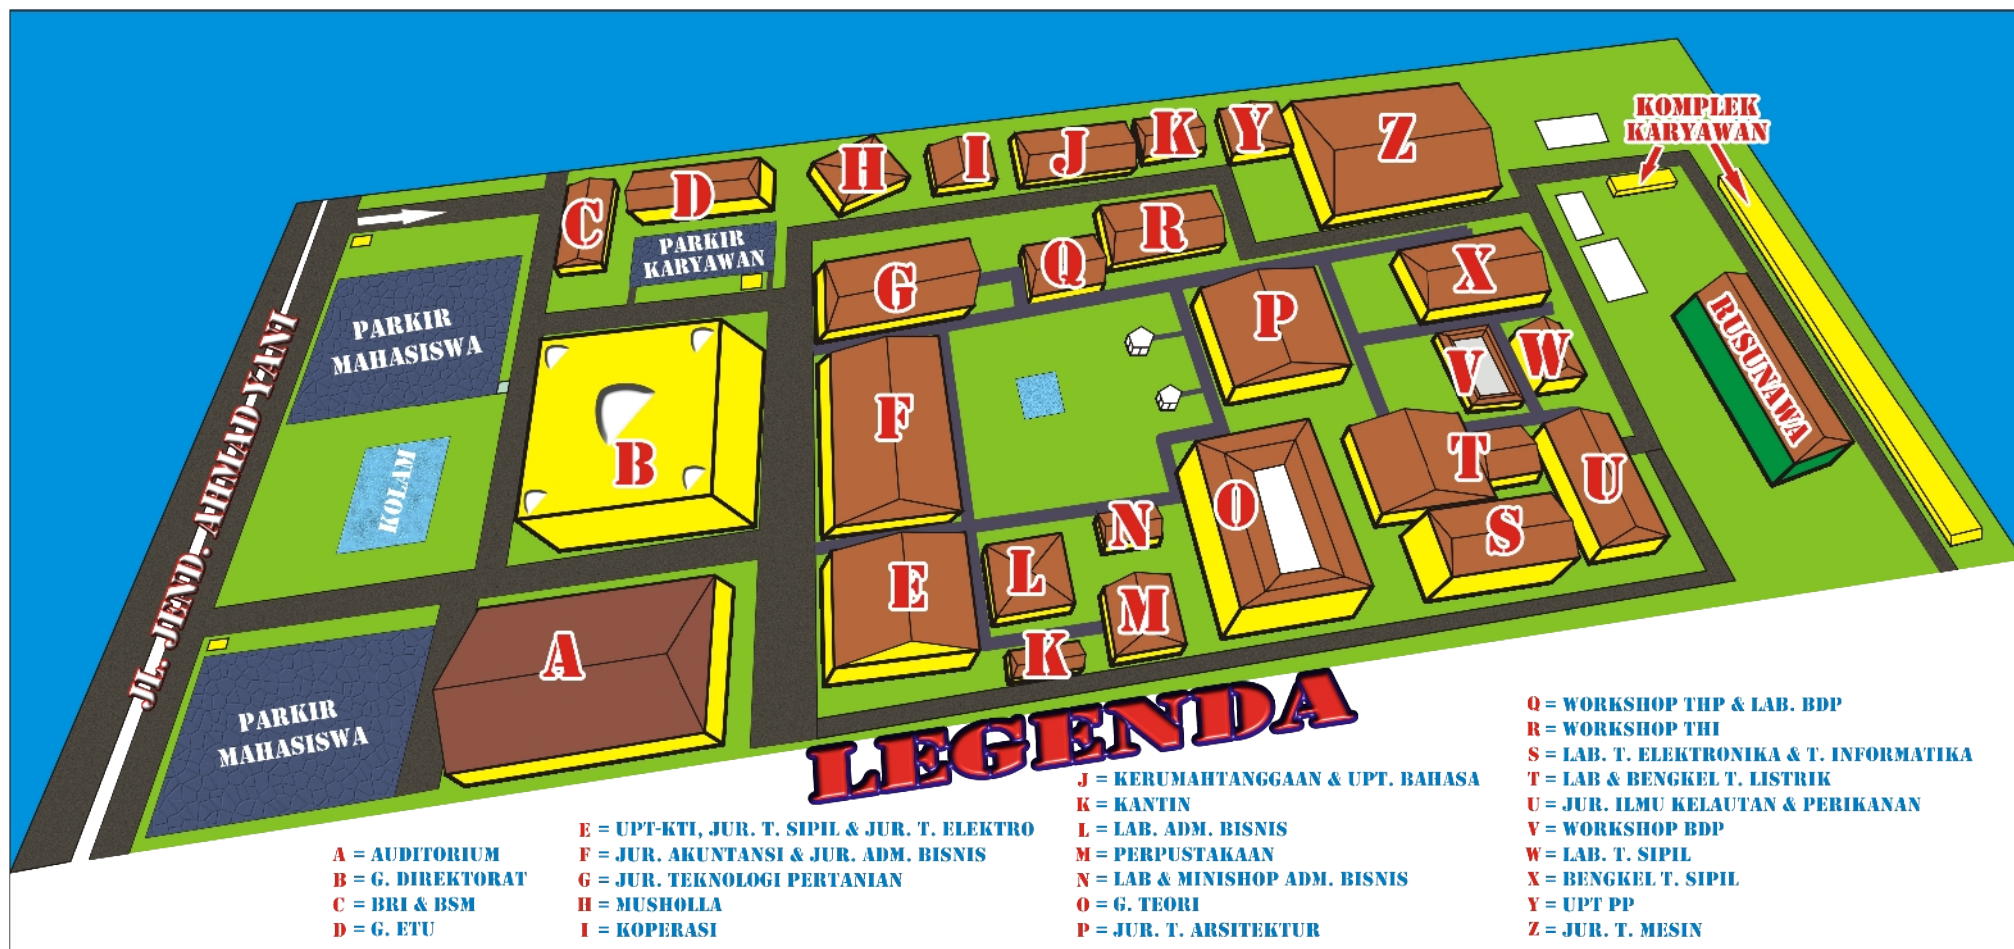 KOMPLEK
KARYAWAN
H
I
J
K
Y
Z
C
D
PARKIR
KARYAWAN
G
Q
R
X
P
PARKIR
MAHASISWA
JL. JEND. AHMAD YANI
KOLAM
B
F
V
W
RUSUNAWA
T
U
O
N
S
E
L
M
A
K
PARKIR
MAHASISWA
LEGENDA
A = AUDITORIUM
B = G. DIREKTORAT
C = BRI & BSM
D = G. ETU
E = UPT-KTI, JUR. T. SIPIL & JUR. T. ELEKTRO
F = JUR. AKUNTANSI & JUR. ADM. BISNIS
G = JUR. TEKNOLOGI PERTANIAN
H = MUSHOLLA
I = KOPERASI
J = KERUMAHTANGGAAN & UPT. BAHASA
K = KANTIN
L = LAB. ADM. BISNIS
M = PERPUSTAKAAN
N = LAB & MINISHOP ADM. BISNIS
O = G. TEORI
P = JUR. T. ARSITEKTUR
Q = WORKSHOP THP & LAB. BDP
R = WORKSHOP THI
S = LAB. T. ELEKTRONIKA & T. INFORMATIKA
T = LAB & BENGKEL T. LISTRIK
U = JUR. ILMU KELAUTAN & PERIKANAN
V = WORKSHOP BDP
W = LAB. T. SIPIL
X = BENGKEL T. SIPIL
Y = UPT PP
Z = JUR. T. MESIN